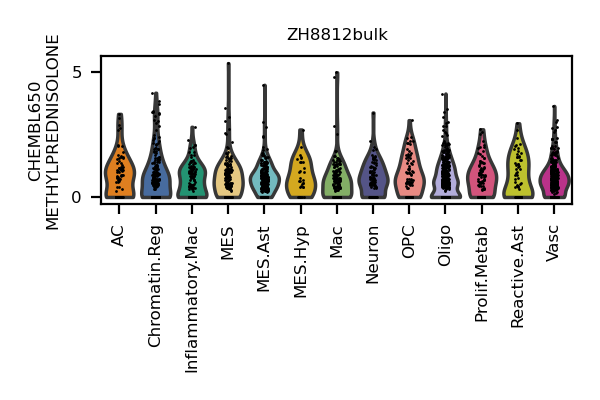 ZH8812bulk
CHEMBL650
METHYLPREDNISOLONE
5
0
AC
Chromatin.Reg
Inflammatory.Mac
MES
MES.Ast
MES.Hyp
Mac
Neuron
OPC
Oligo
Prolif.Metab
Reactive.Ast
Vasc